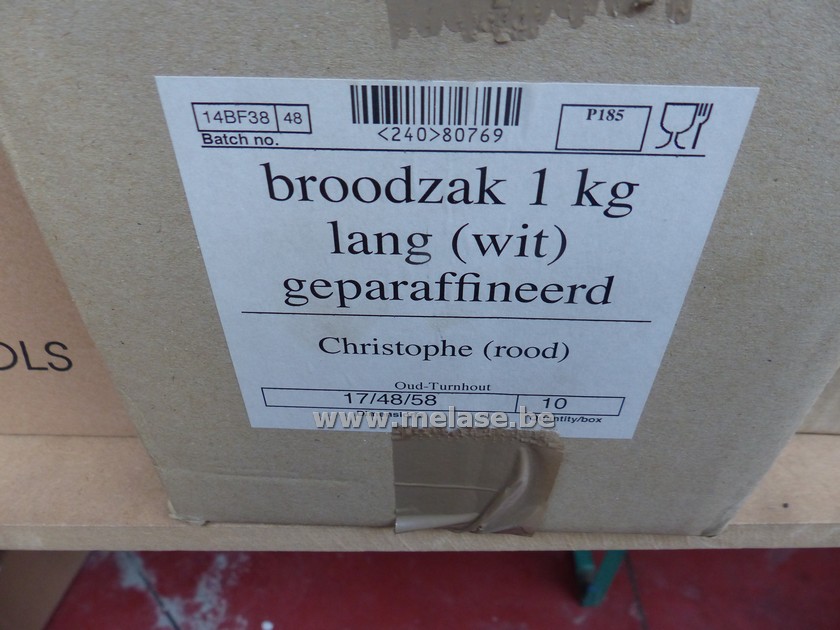 14BF38 48
Batch no.
<240>80769
P185
broodzak 1 kg
lang (wit)
geparaffineerd
Christophe (rood)
Oud-Turnhout
17/48/58 10
www.melase.be
OLS